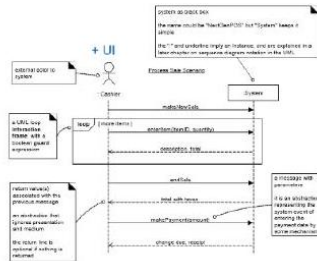 system as black box
the name could be "NextGenPOS" but "System" keeps it simple
the ":" and underline imply an instance, and are explained in a later chapter on sequence diagram notation in the UML
+ UI
external actor to system
Process Sale Scenario
: Cashier
: System
makeNewSale
a UML loop interaction frame, with a boolean guard expression
loop
[ more items ]
enterItem(itemID, quantity)
description, total
endSale
return value(s) associated with the previous message
an abstraction that ignores presentation and medium
the return line is optional if nothing is returned
total with taxes
makePayment(amount)
a message with parameters
it is an abstraction representing the system event of entering the payment data by some mechanism
change due, receipt